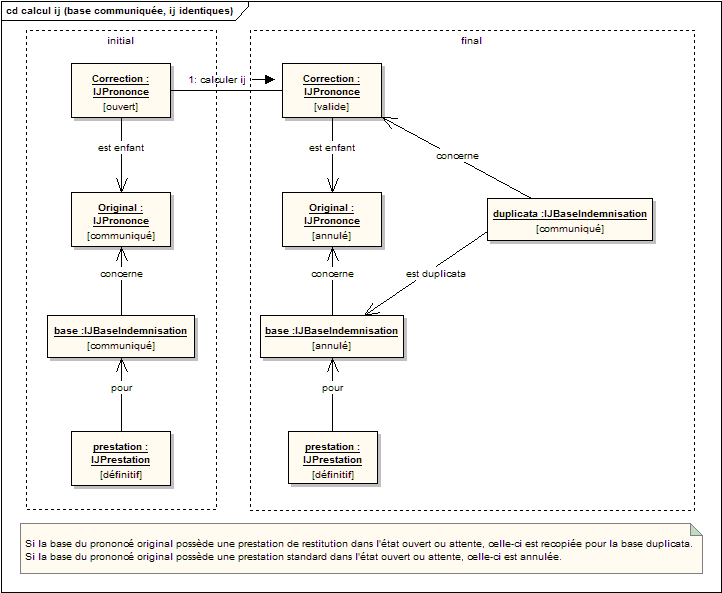 cd calcul ij (base communiquée, ij identiques)
initial
final
Correction :
IJPrononce
[ouvert]
1: calculer ij
Correction :
IJPrononce
[valide]
est enfant
est enfant
concerne
Original :
IJPrononce
[communiqué]
Original :
IJPrononce
[annulé]
duplicata :IJBaseIndemnisation
[communiqué]
concerne
concerne
est duplicata
base :IJBaseIndemnisation
[communiqué]
base :IJBaseIndemnisation
[annulé]
pour
pour
prestation :
IJPrestation
[définitif]
prestation :
IJPrestation
[définitif]
Si la base du prononcé original possède une prestation de restitution dans l'état ouvert ou attente, celle-ci est recopiée pour la base duplicata.
Si la base du prononcé original possède une prestation standard dans l'état ouvert ou attente, celle-ci est annulée.